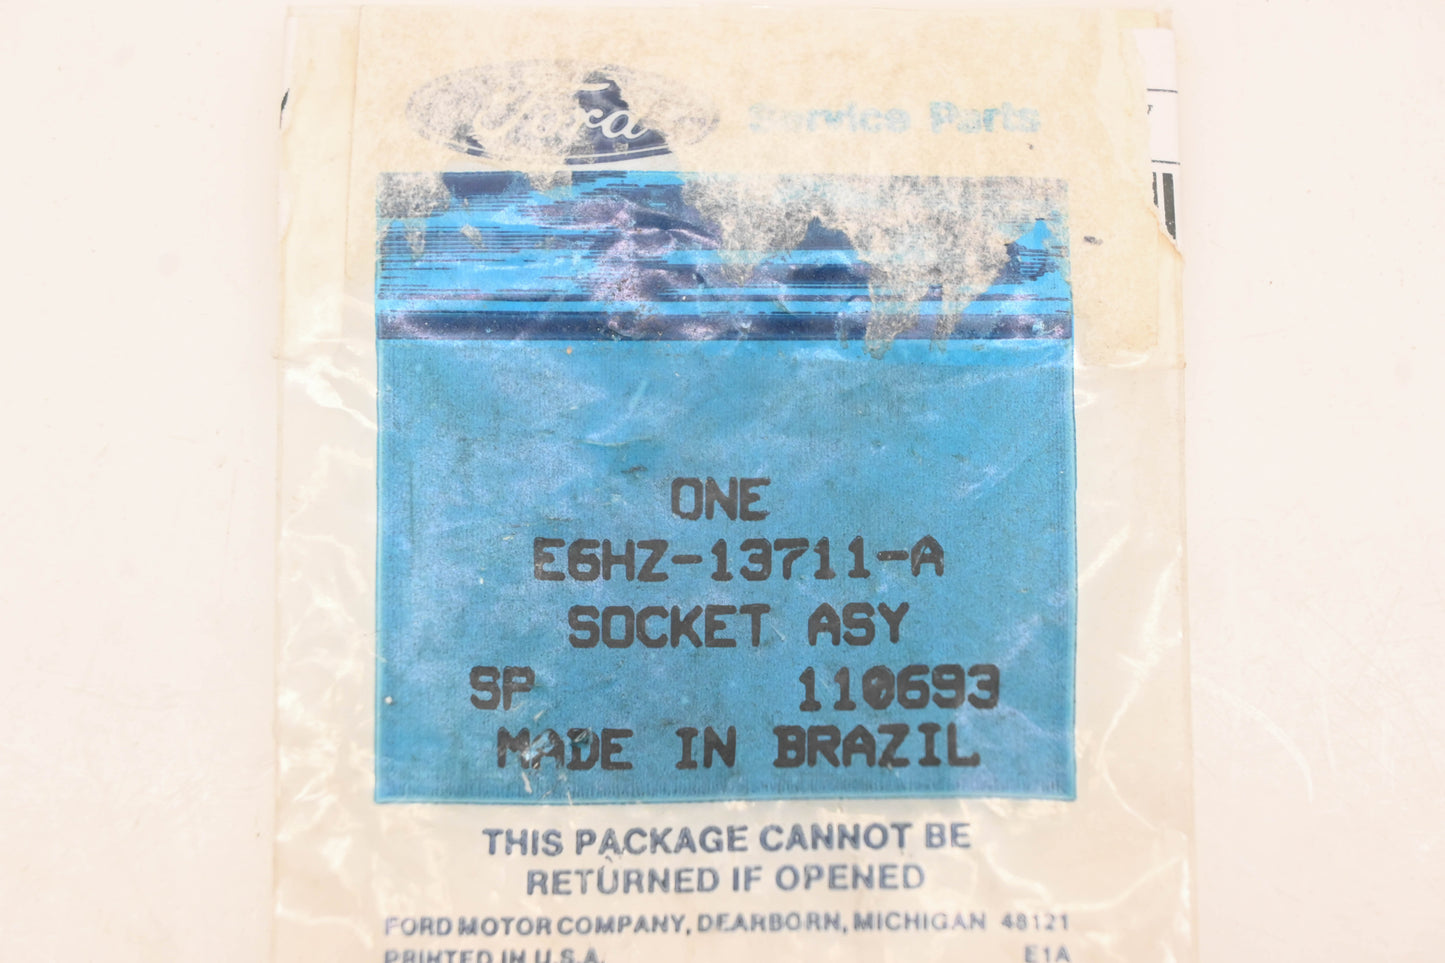 Ford Service Parts
ONE
E6HZ-13711-A
SOCKET ASY
SP 110693
MADE IN BRAZIL
THIS PACKAGE CANNOT BE
RETURNED IF OPENED
FORD MOTOR COMPANY, DEARBORN, MICHIGAN 48121
PRINTED IN U.S.A. E1A